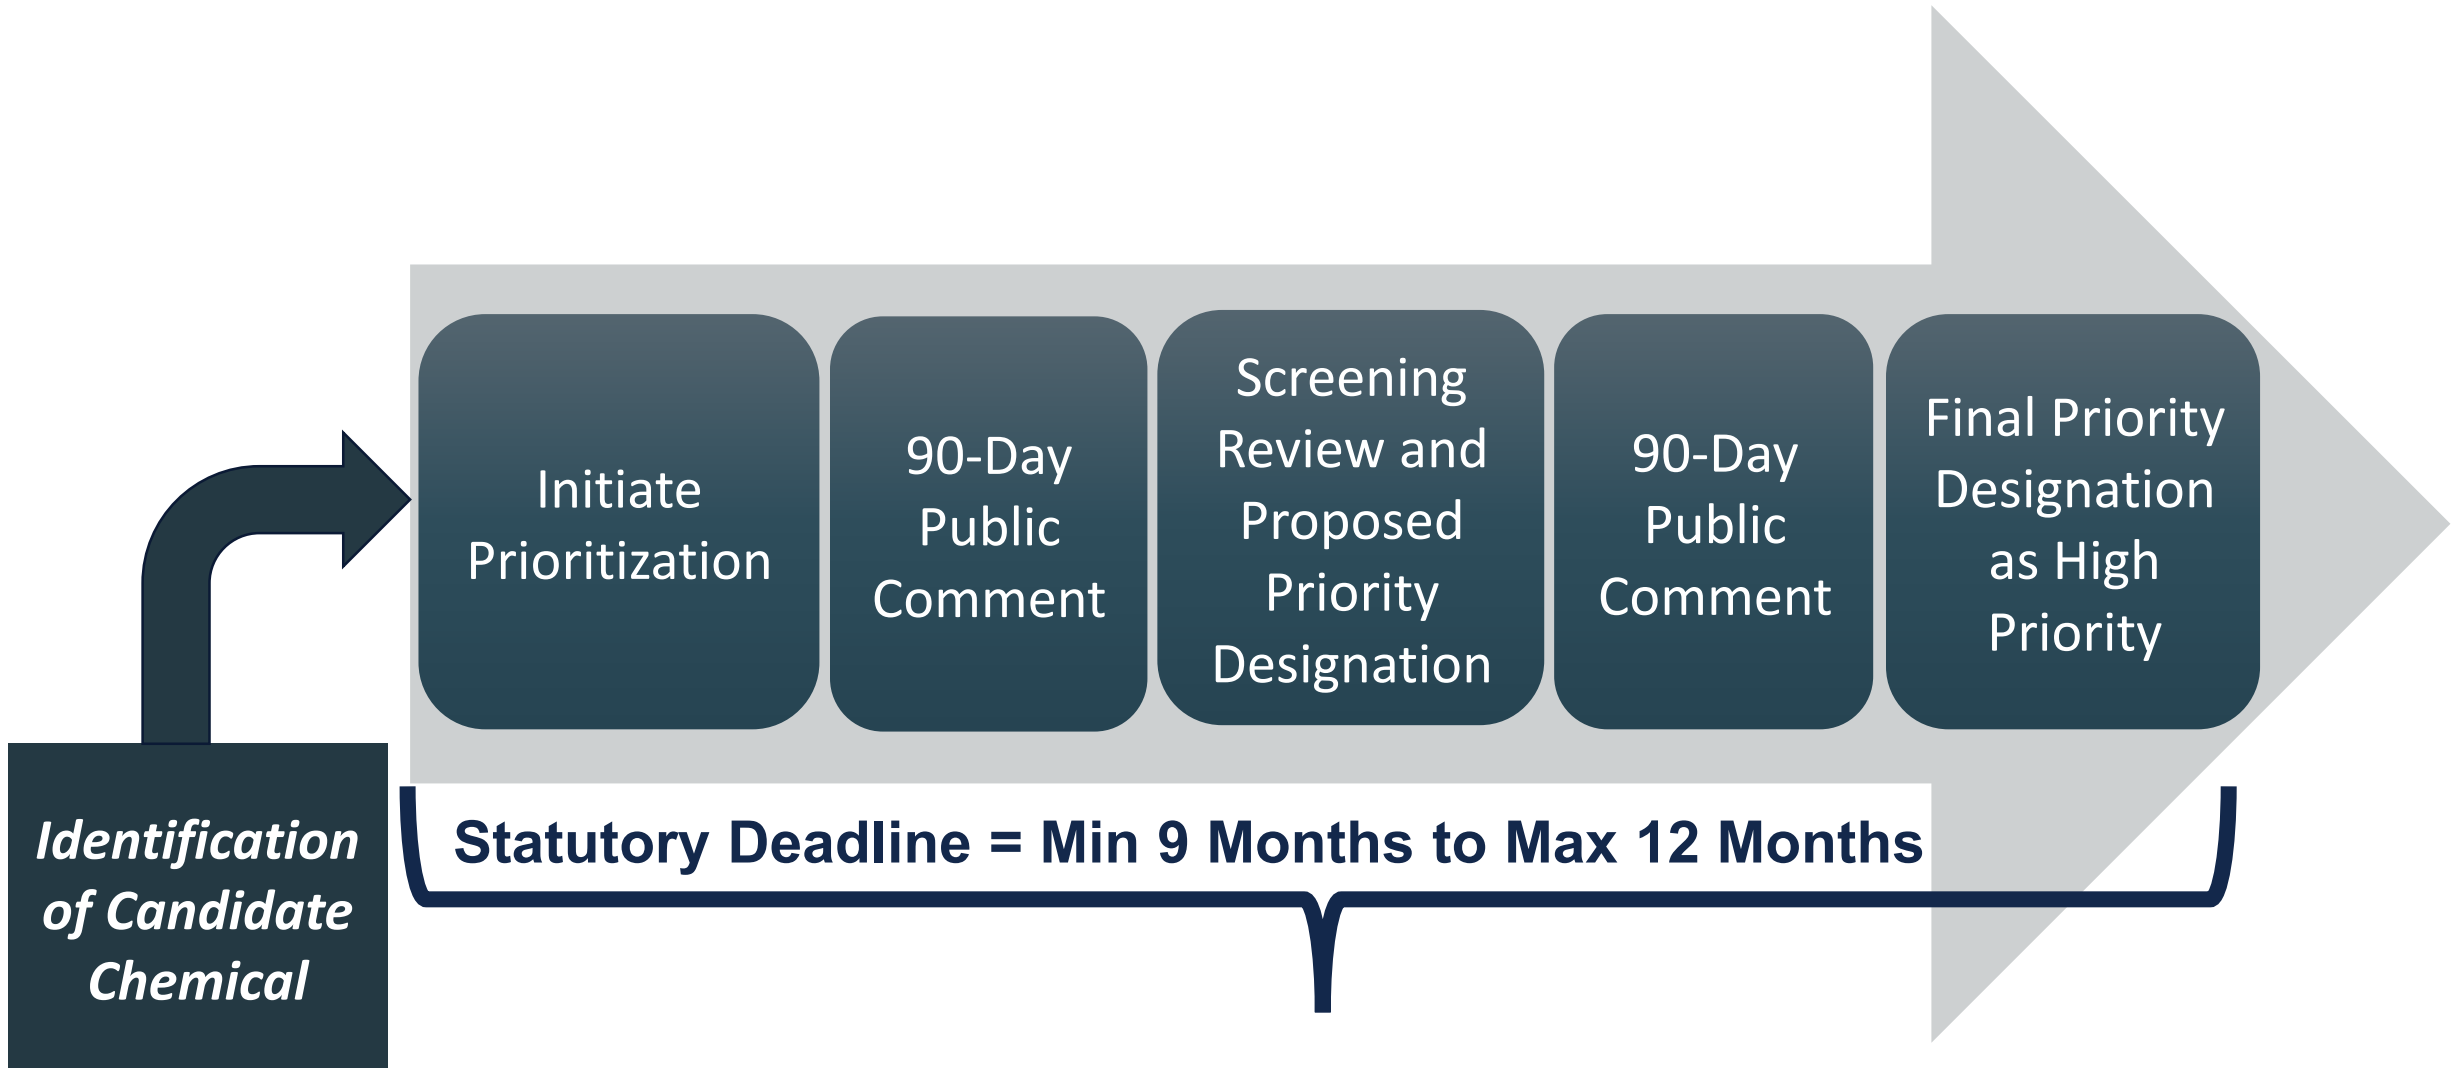 Identification
of Candidate
Chemical
Initiate
Prioritization
90-Day
Public
Comment
Screening
Review and
Proposed
Priority
Designation
90-Day
Public
Comment
Final Priority
Designation
as High
Priority
Statutory Deadline = Min 9 Months to Max 12 Months